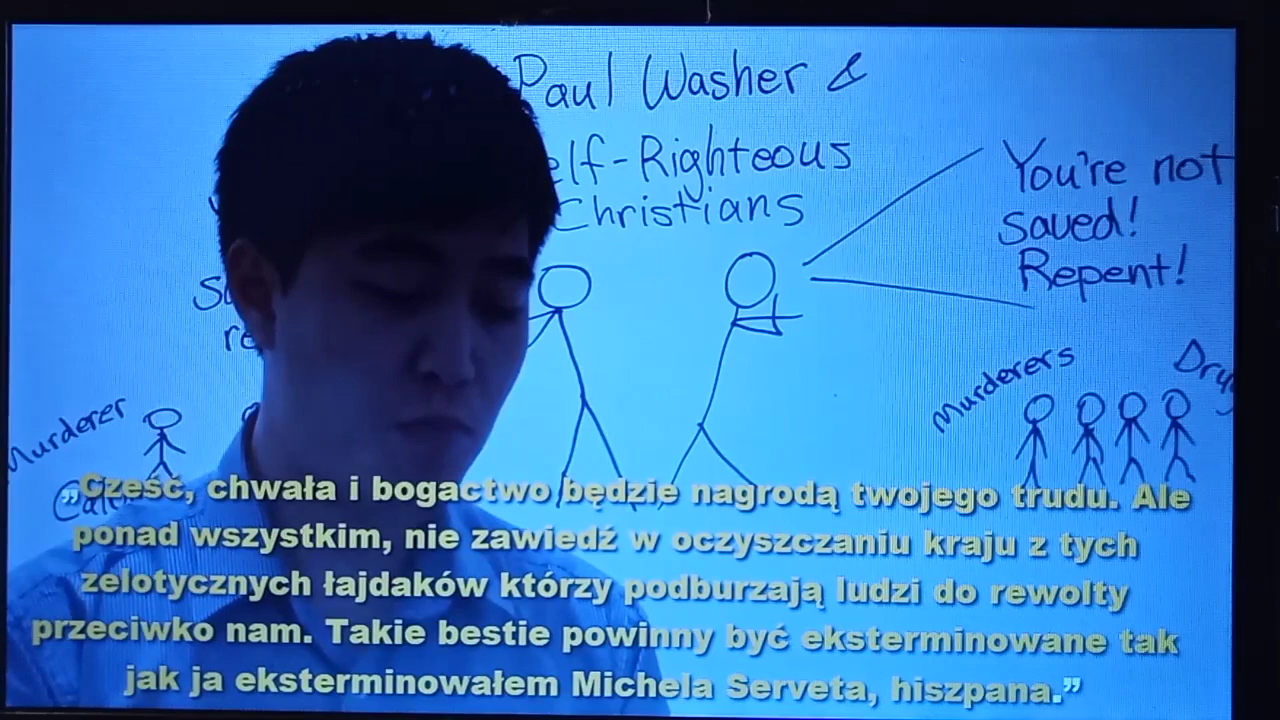 Paul Washer &
elf-Righteous
Christians
You're not
saved!
Repent!
Murderers
Murderer
„Cześć, chwała i bogactwo będzie nagrodą twojego trudu. Ale
ponad wszystkim, nie zawiedź w oczyszczaniu kraju z tych
zelotycznych łajdaków którzy podburzają ludzi do rewolty
przeciwko nam. Takie bestie powinny być eksterminowane tak
jak ja eksterminowałem Michela Serveta, hiszpana.”